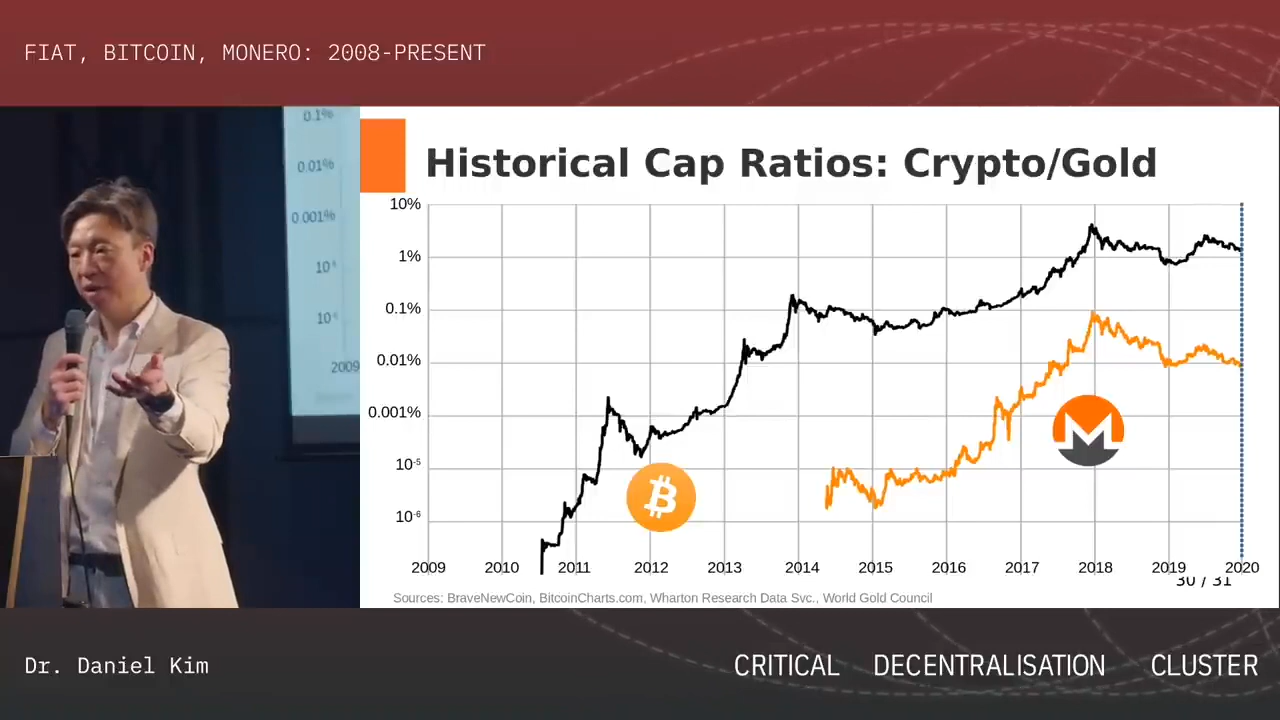 FIAT, BITCOIN, MONERO: 2008-PRESENT
0.1%
0.01%
0.001%
2009
Historical Cap Ratios: Crypto/Gold
10%
1%
0.1%
0.01%
0.001%
10-5
10-6
2009 2010 2011 2012 2013 2014 2015 2016 2017 2018 2019 2020
30 / 31
Sources: BraveNewCoin, BitcoinCharts.com, Wharton Research Data Svc., World Gold Council
Dr. Daniel Kim
CRITICAL DECENTRALISATION CLUSTER